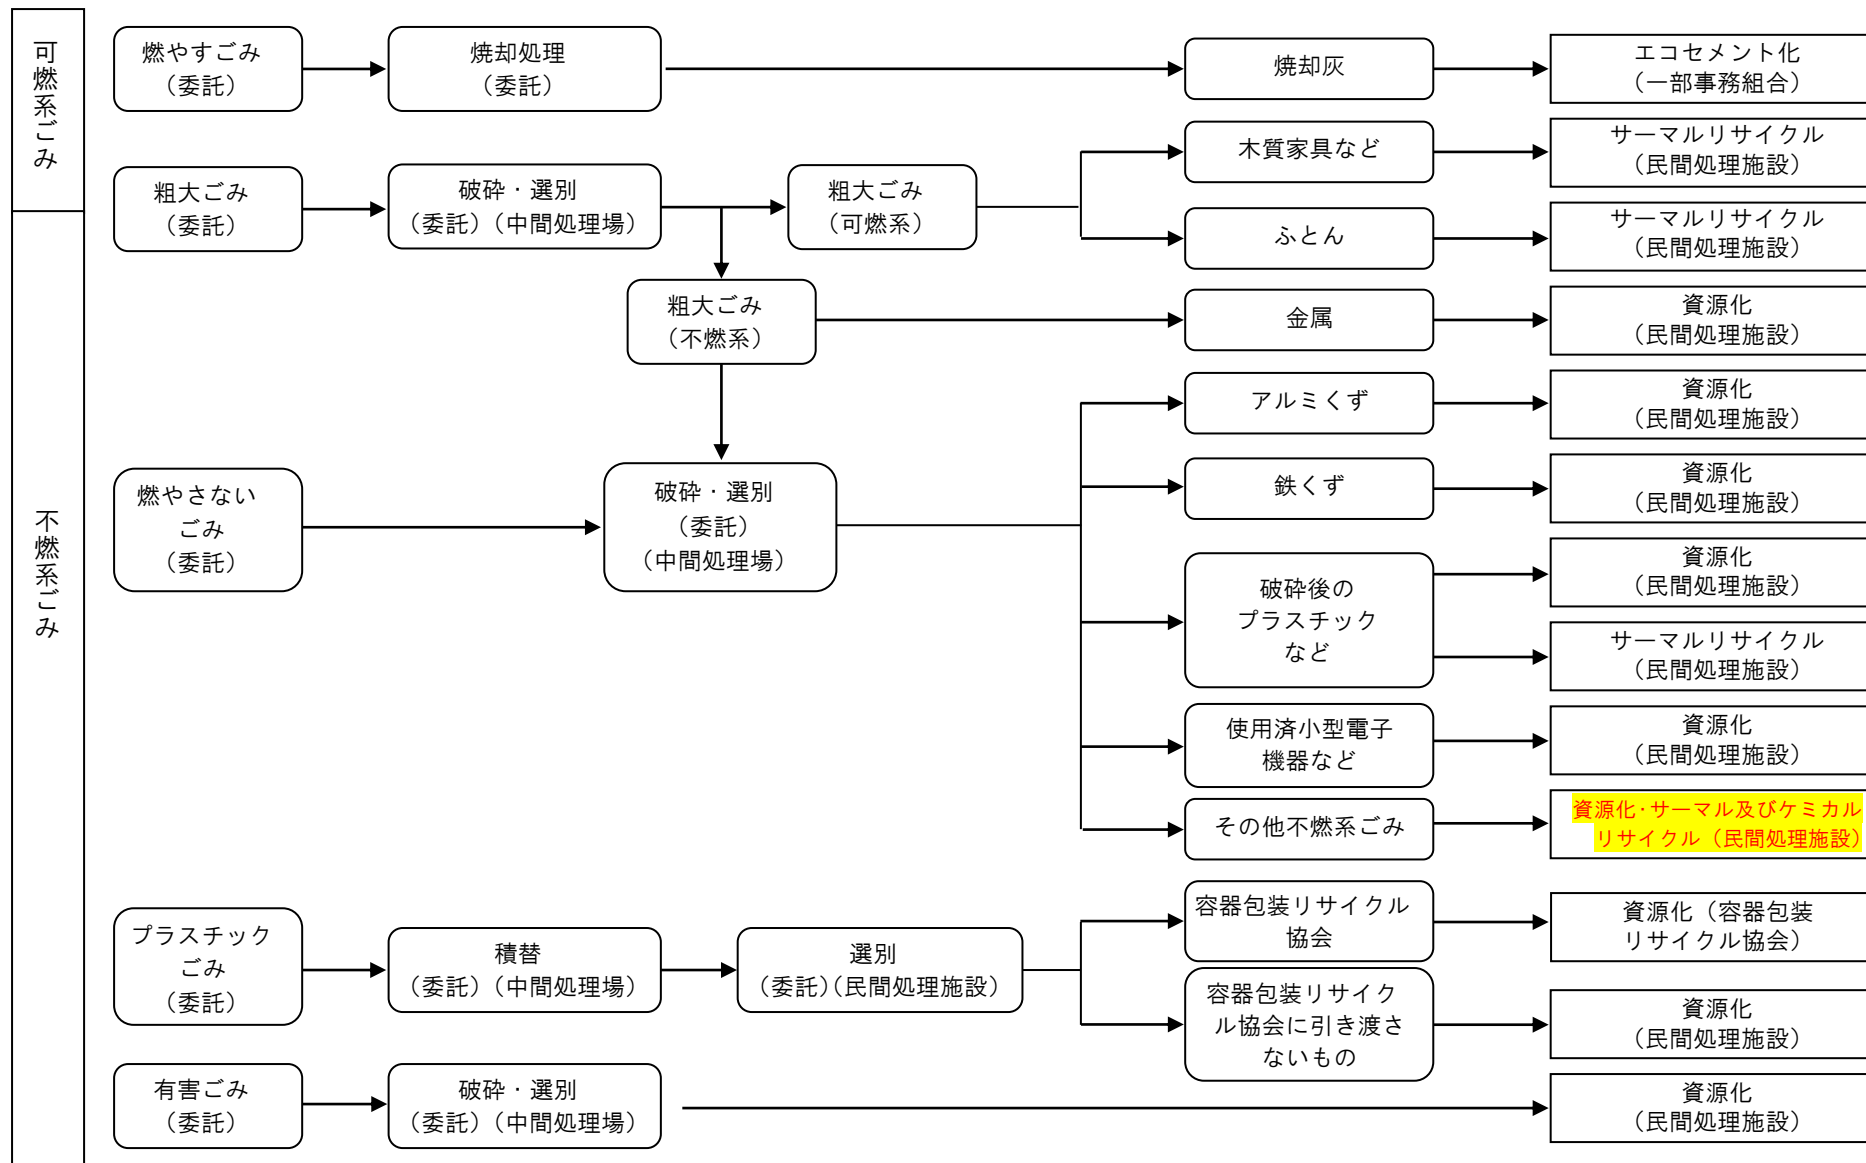 可燃系ごみ
燃やすごみ
（委託）
焼却処理
（委託）
焼却灰
エコセメント化
（一部事務組合）
粗大ごみ
（委託）
破砕・選別
（委託）（中間処理場）
粗大ごみ
（可燃系）
木質家具など
サーマルリサイクル
（民間処理施設）
ふとん
サーマルリサイクル
（民間処理施設）
不燃系ごみ
粗大ごみ
（不燃系）
金属
資源化
（民間処理施設）
燃やさない
ごみ
（委託）
破砕・選別
（委託）
（中間処理場）
アルミくず
資源化
（民間処理施設）
鉄くず
資源化
（民間処理施設）
破砕後の
プラスチック
など
資源化
（民間処理施設）
サーマルリサイクル
（民間処理施設）
使用済小型電子
機器など
資源化
（民間処理施設）
その他不燃系ごみ
資源化・サーマル及びケミカル
リサイクル（民間処理施設）
プラスチック
ごみ
（委託）
積替
（委託）（中間処理場）
選別
（委託）（民間処理施設）
容器包装リサイクル
協会
資源化（容器包装
リサイクル協会）
容器包装リサイク
ル協会に引き渡さ
ないもの
資源化
（民間処理施設）
有害ごみ
（委託）
破砕・選別
（委託）（中間処理場）
資源化
（民間処理施設）